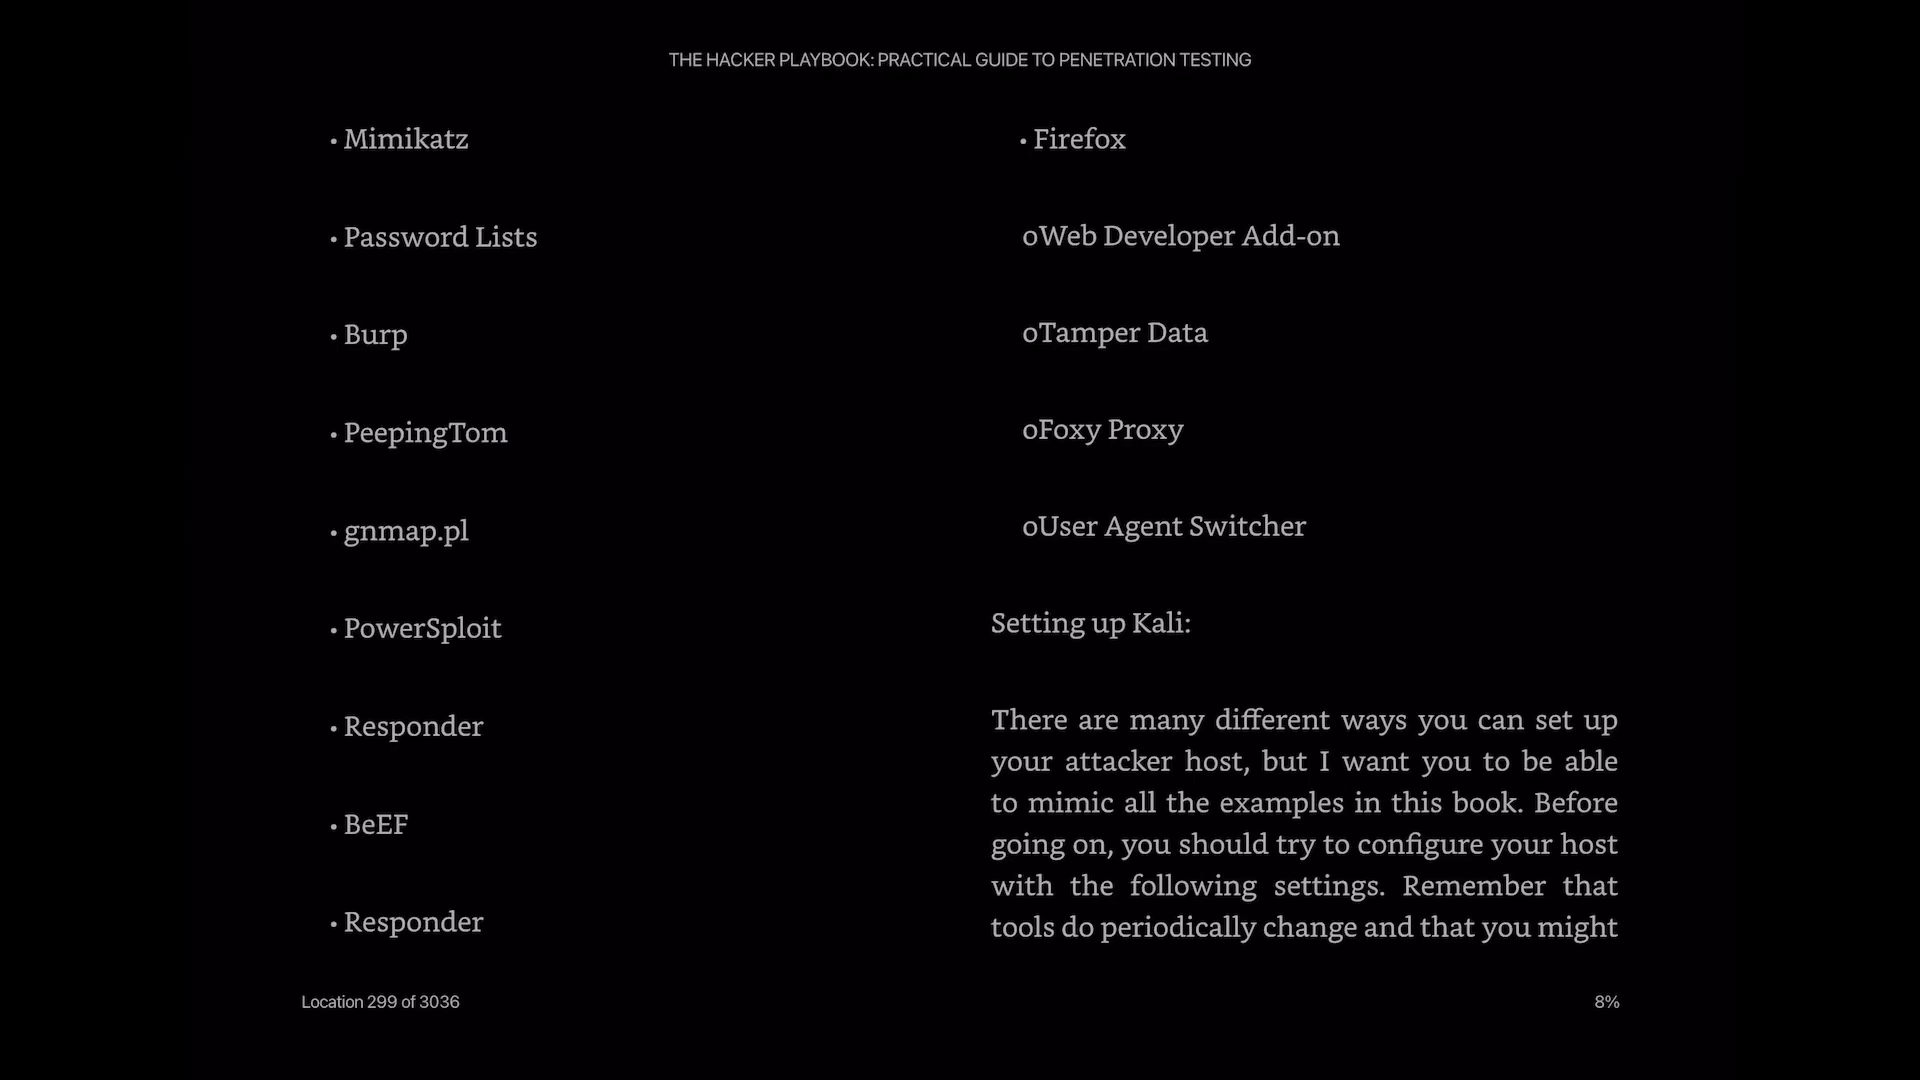 THE HACKER PLAYBOOK: PRACTICAL GUIDE TO PENETRATION TESTING
• Mimikatz
• Password Lists
• Burp
• PeepingTom
• gnmap.pl
• PowerSploit
• Responder
• BeEF
• Responder
• Firefox
oWeb Developer Add-on
oTamper Data
oFoxy Proxy
oUser Agent Switcher
Setting up Kali:
There are many different ways you can set up
your attacker host, but I want you to be able
to mimic all the examples in this book. Before
going on, you should try to configure your host
with the following settings. Remember that
tools do periodically change and that you might
Location 299 of 3036
8%